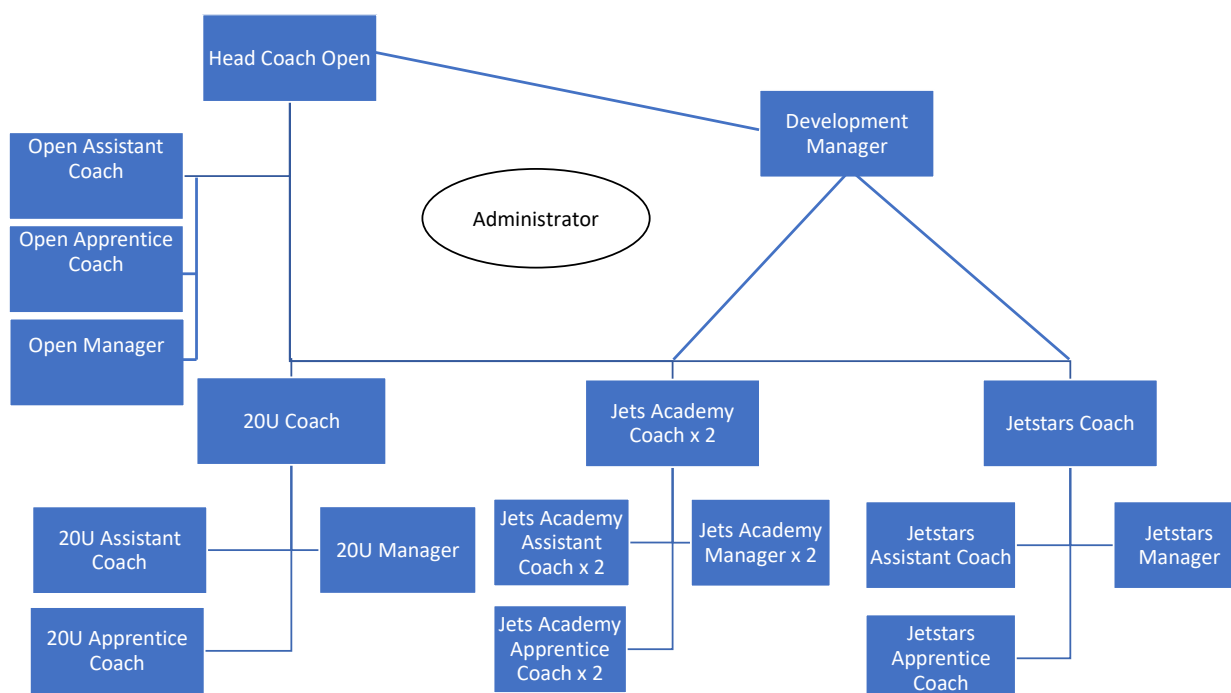 Head Coach Open
Development
Manager
Open Assistant
Coach
Administrator
Open Apprentice
Coach
Open Manager
20U Coach
Jets Academy
Coach x 2
Jetstars Coach
20U Assistant
Coach
20U Manager
Jets Academy
Assistant
Coach x 2
Jets Academy
Manager x 2
Jetstars
Assistant Coach
Jetstars
Manager
20U Apprentice
Coach
Jets Academy
Apprentice
Coach x 2
Jetstars
Apprentice
Coach